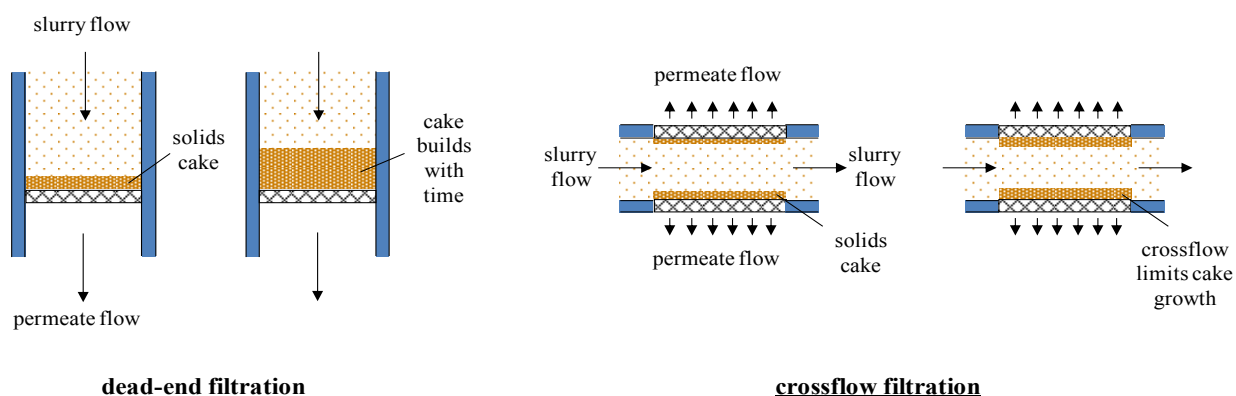 slurry flow
solids
cake
cake
builds
with
time
permeate flow
dead-end filtration
permeate flow
slurry
flow
slurry
flow
permeate flow
solids
cake
crossflow
limits cake
growth
crossflow filtration